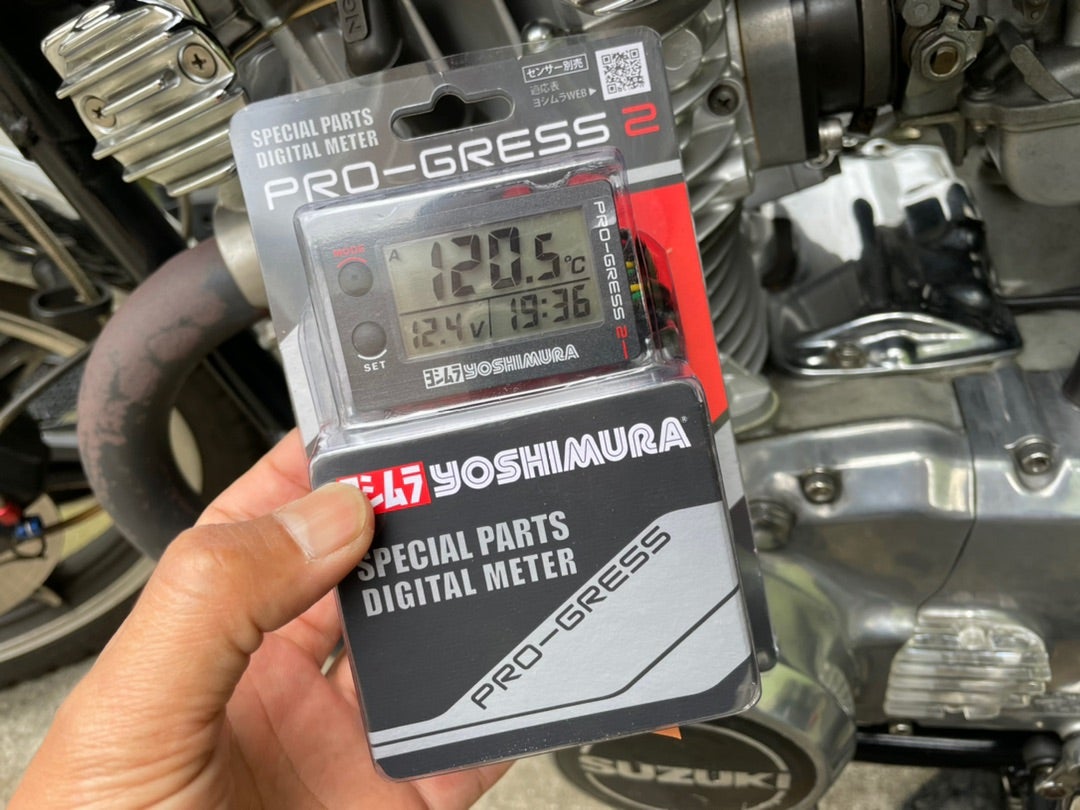 センサー別売
適応表
ヨシムラWEB▶
SPECIAL PARTS
DIGITAL METER
PRO-GRESS 2
MODE
A
120.5°C
12.4V
19:36
SET
ヨシムラ YOSHIMURA
PRO-GRESS 2
ヨシムラ YOSHIMURA®
SPECIAL PARTS
DIGITAL METER
PRO-GRESS
SUZUKI